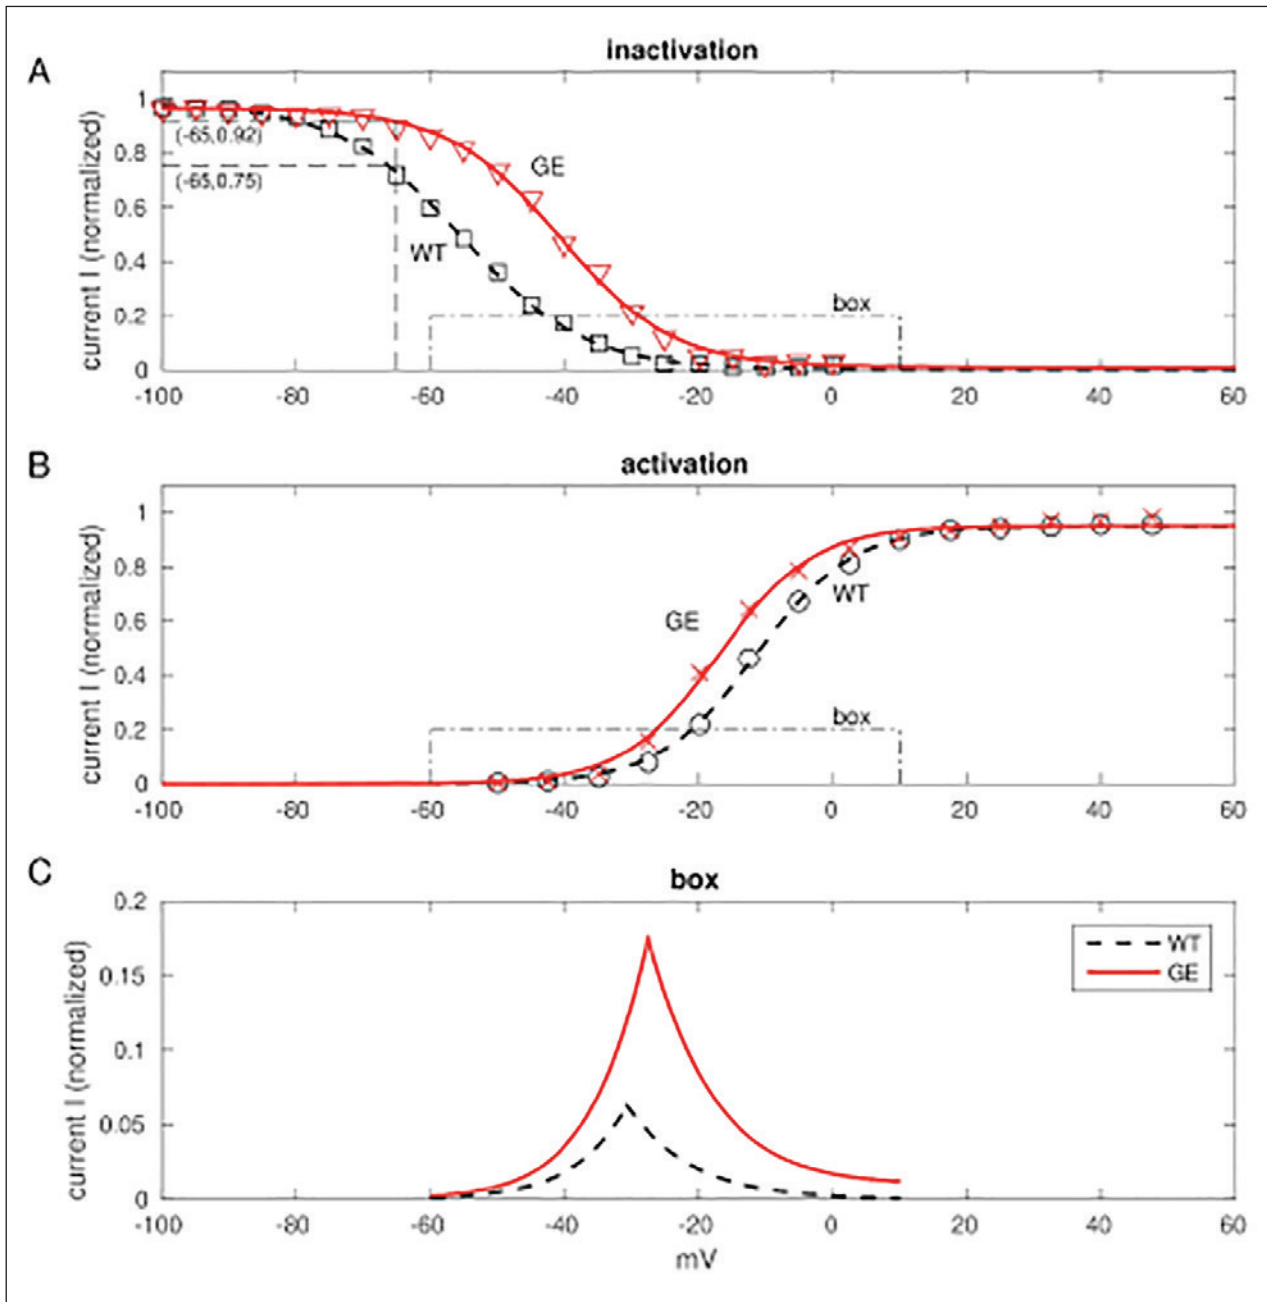 A
inactivation
current I (normalized)
1
0.8
0.6
0.4
0.2
0
(-65,0.92)
(-65,0.75)
GE
WT
box
-100 -80 -60 -40 -20 0 20 40 60
B
activation
current I (normalized)
1
0.8
0.6
0.4
0.2
0
GE
WT
box
-100 -80 -60 -40 -20 0 20 40 60
C
box
current I (normalized)
0.2
0.15
0.1
0.05
0
WT
GE
-100 -80 -60 -40 -20 0 20 40 60
mV